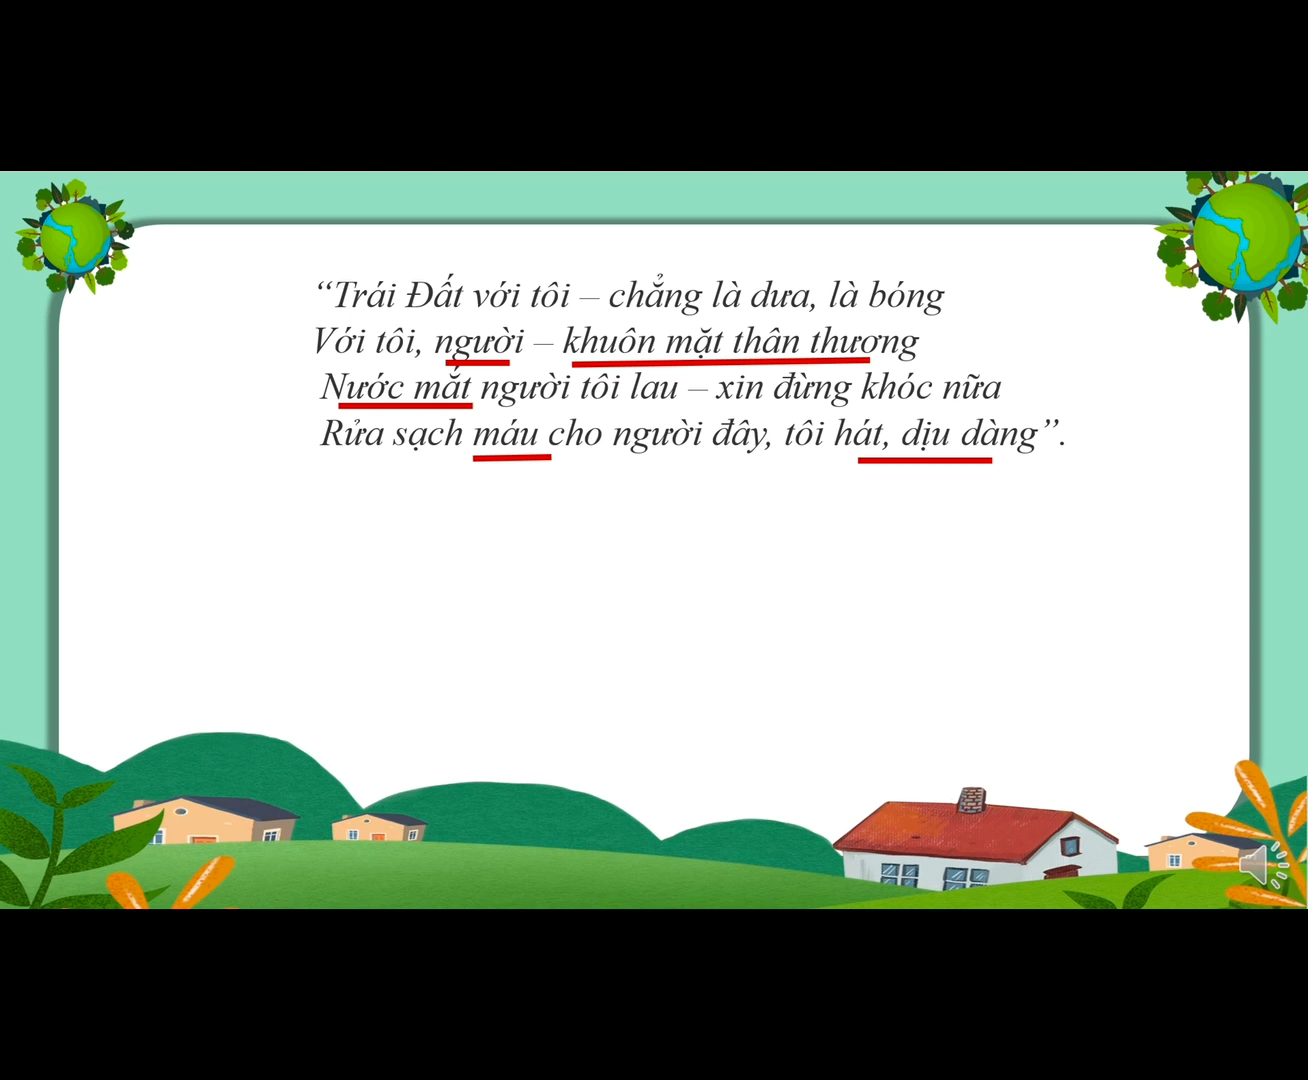 “Trái Đất với tôi – chẳng là dưa, là bóng
Với tôi, người – khuôn mặt thân thương
Nước mắt người tôi lau – xin đừng khóc nữa
Rửa sạch máu cho người đây, tôi hát, dịu dàng”.